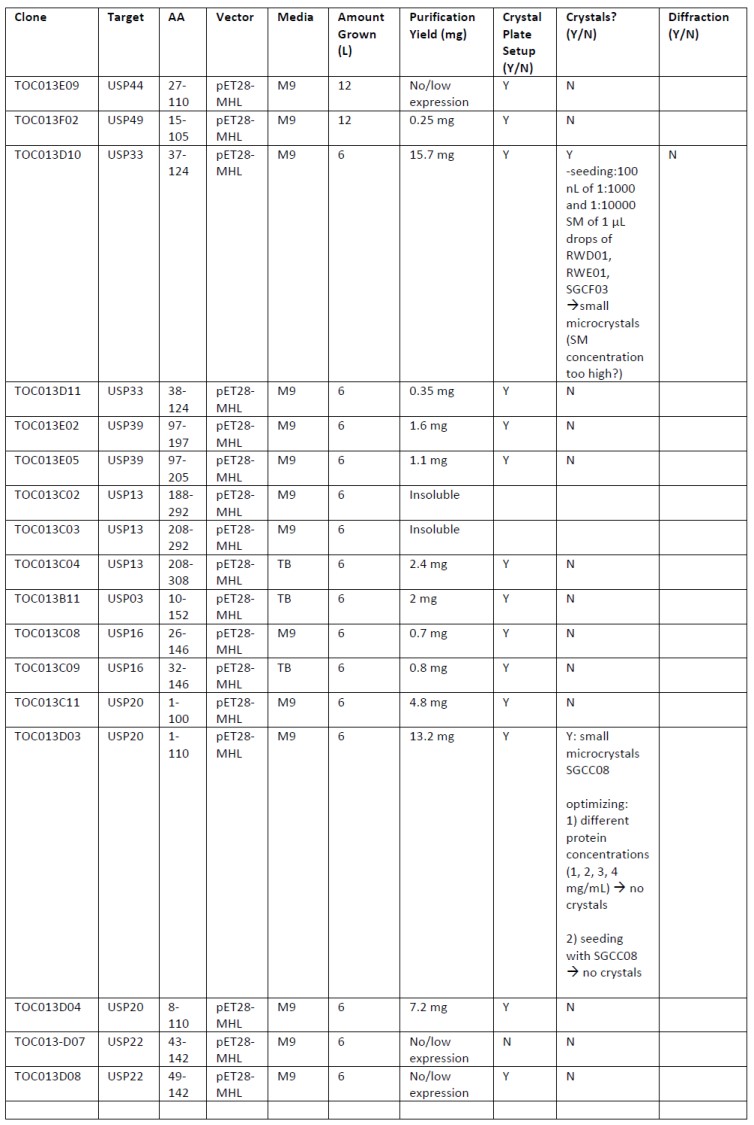 Clone Target AA Vector Media Amount Grown (L) Purification Yield (mg) Crystal Plate Setup (Y/N) Crystals? (Y/N) Diffraction (Y/N)
TOC013E09 USP44 27-110 pET28-MHL M9 12 No/low expression Y N
TOC013F02 USP49 15-105 pET28-MHL M9 12 0.25 mg Y N
TOC013D10 USP33 37-124 pET28-MHL M9 6 15.7 mg Y Y N
-seeding:100
nL of 1:1000
and 1:10000
SM of 1 µL
drops of
RWD01,
RWE01,
SGCF03
→small
microcrystals
(SM
concentration
too high?)
TOC013D11 USP33 38-124 pET28-MHL M9 6 0.35 mg Y N
TOC013E02 USP39 97-197 pET28-MHL M9 6 1.6 mg Y N
TOC013E05 USP39 97-205 pET28-MHL M9 6 1.1 mg Y N
TOC013C02 USP13 188-292 pET28-MHL M9 6 Insoluble
TOC013C03 USP13 208-292 pET28-MHL M9 6 Insoluble
TOC013C04 USP13 208-308 pET28-MHL TB 6 2.4 mg Y N
TOC013B11 USP03 10-152 pET28-MHL TB 6 2 mg Y N
TOC013C08 USP16 26-146 pET28-MHL M9 6 0.7 mg Y N
TOC013C09 USP16 32-146 pET28-MHL TB 6 0.8 mg Y N
TOC013C11 USP20 1-100 pET28-MHL M9 6 4.8 mg Y N
TOC013D03 USP20 1-110 pET28-MHL M9 6 13.2 mg Y Y: small
microcrystals
SGCC08
optimizing:
1) different
protein
concentrations
(1, 2, 3, 4
mg/mL) → no
crystals
2) seeding
with SGCC08
→ no crystals
TOC013D04 USP20 8-110 pET28-MHL M9 6 7.2 mg Y N
TOC013-D07 USP22 43-142 pET28-MHL M9 6 No/low expression N N
TOC013D08 USP22 49-142 pET28-MHL M9 6 No/low expression Y N